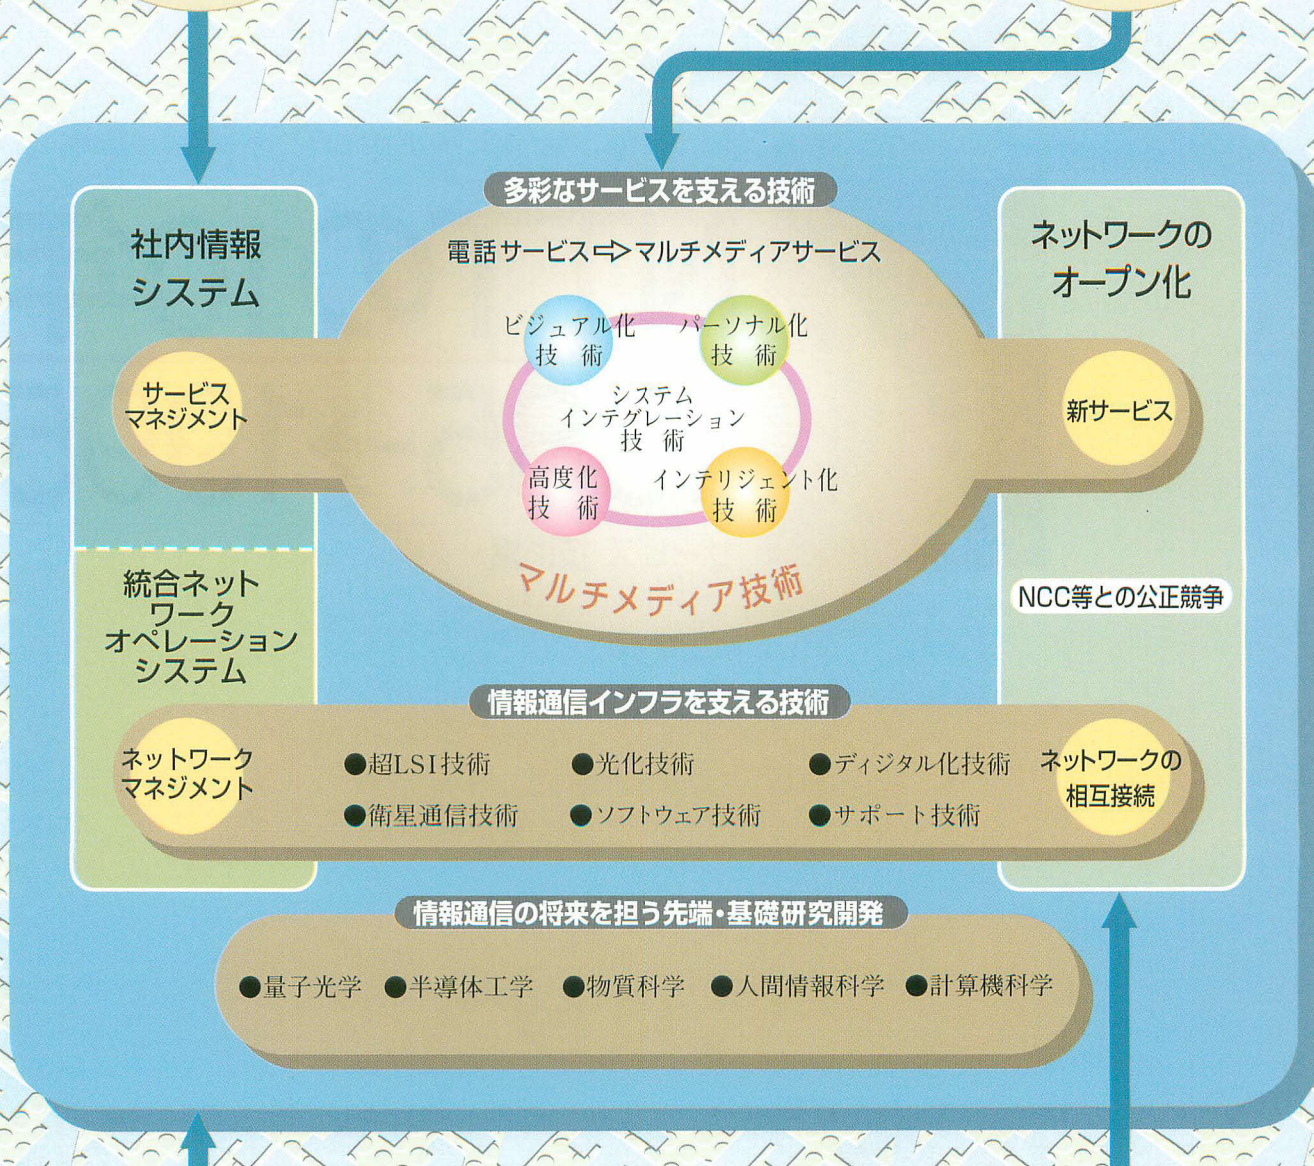 多彩なサービスを支える技術
電話サービス⇨マルチメディアサービス
社内情報
システム
サービス
マネジメント
ビジュアル化
技 術
パーソナル化
技 術
システム
インテグレーション
技 術
高度化
技 術
インテリジェント化
技 術
マルチメディア技術
ネットワークの
オープン化
新サービス
NCC等との公正競争
統合ネット
ワーク
オペレーション
システム
情報通信インフラを支える技術
ネットワーク
マネジメント
●超LSI技術 ●光化技術 ●ディジタル化技術
●衛星通信技術 ●ソフトウェア技術 ●サポート技術
ネットワークの
相互接続
情報通信の将来を担う先端・基礎研究開発
●量子光学 ●半導体工学 ●物質科学 ●人間情報科学 ●計算機科学